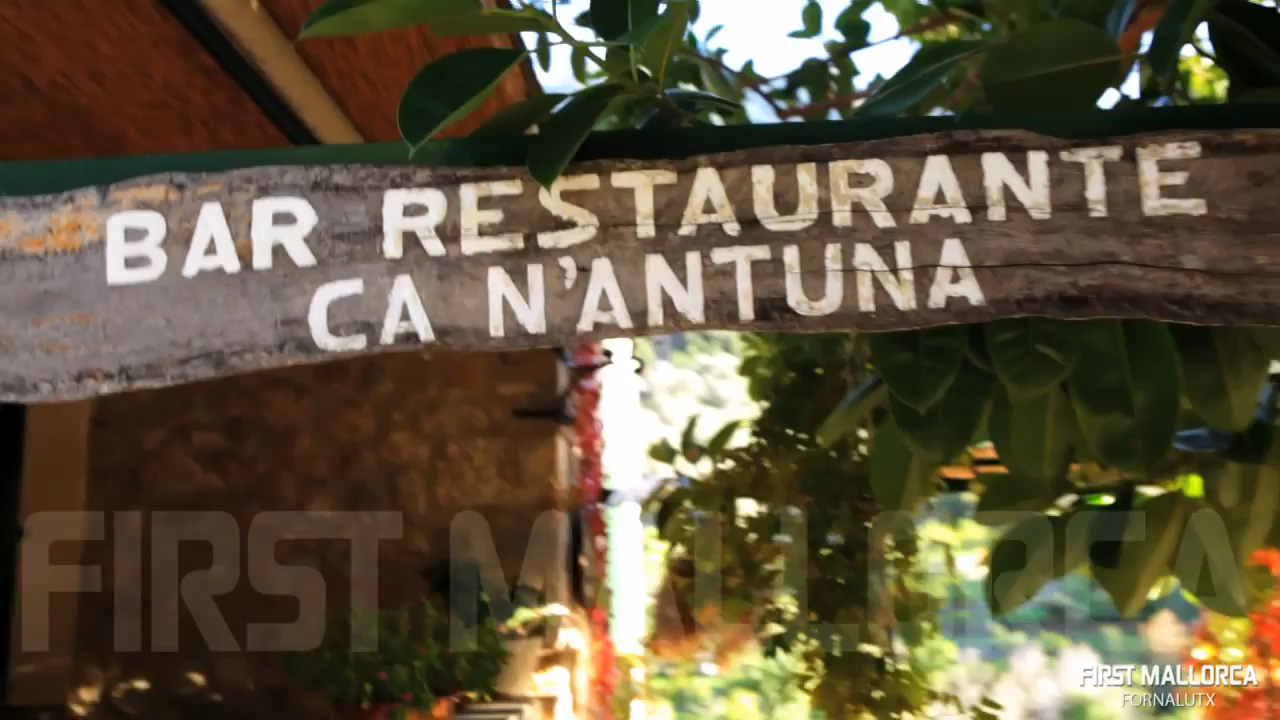 BAR RESTAURANTE
CA N'ANTUNA
FIRST MALLORCA
FIRST MALLORCA
FORNALUTX